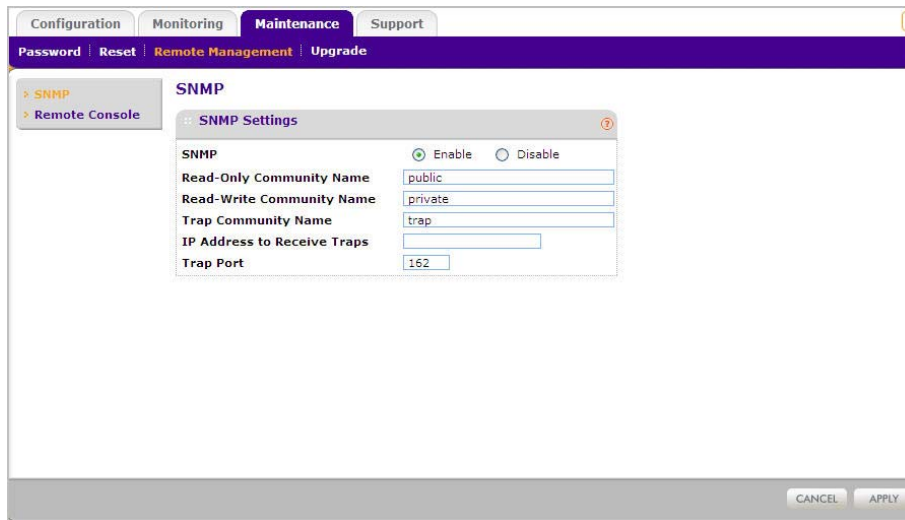 Configuration Monitoring Maintenance Support
Password Reset Remote Management Upgrade
SNMP
Remote Console
SNMP
SNMP Settings
?
SNMP Enable Disable
Read-Only Community Name public
Read-Write Community Name private
Trap Community Name trap
IP Address to Receive Traps
Trap Port 162
CANCEL APPLY